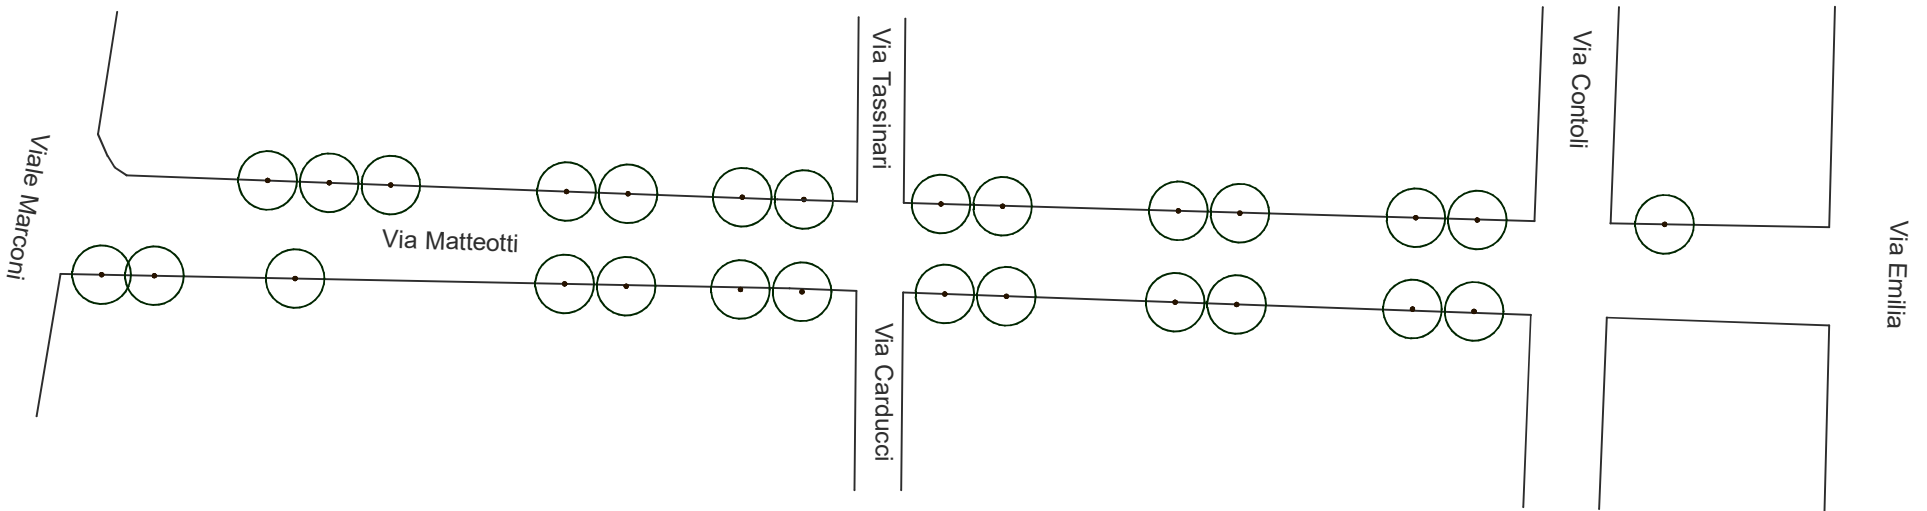 Viale Marconi
Via Matteotti
Via Tassinari
Via Carducci
Via Contoli
Via Emilia